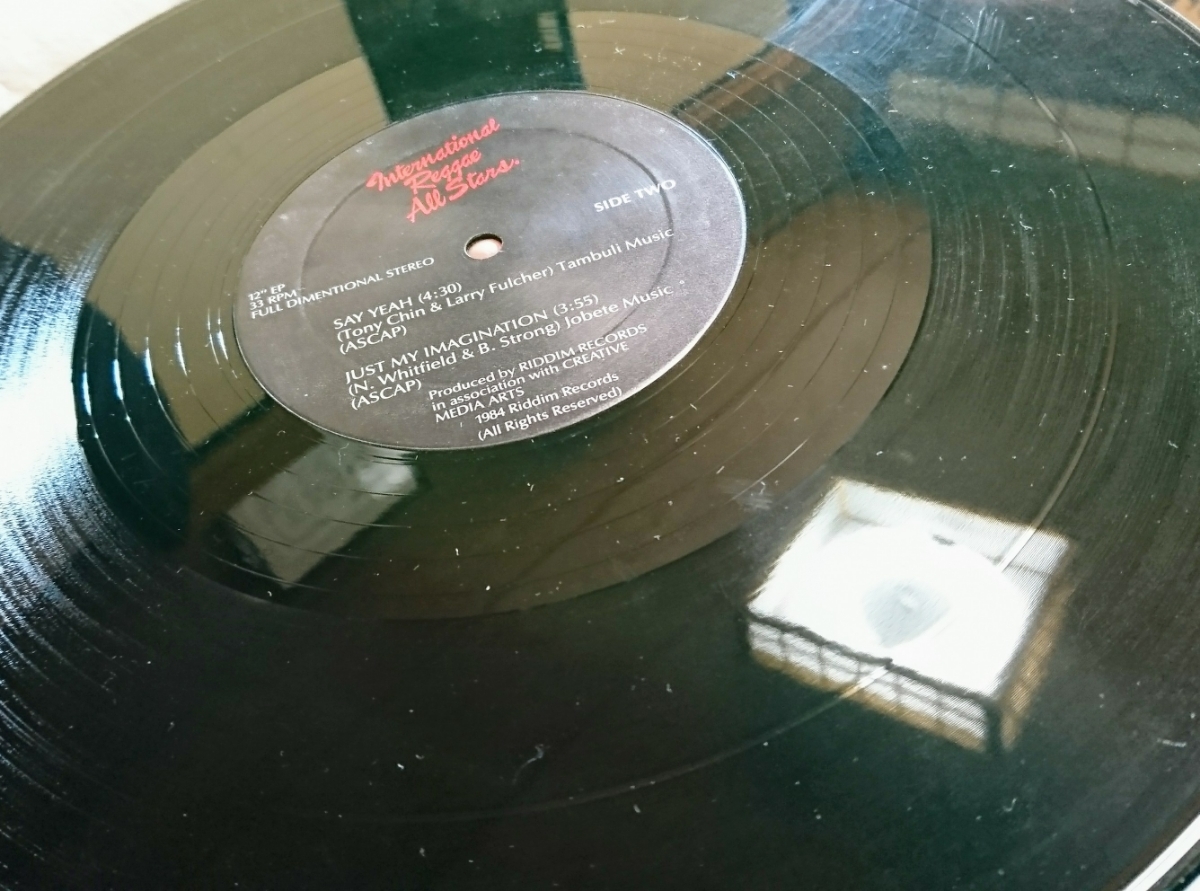 International
Reggae
All Stars.
SIDE TWO
12" EP
33 RPM
FULL DIMENTIONAL STEREO
SAY YEAH (4:30)
(Tony Chin & Larry Fulcher) Tambuli Music
(ASCAP)
JUST MY IMAGINATION (3:55)
(N. Whitfield & B. Strong) Jobete Music
(ASCAP)
Produced by RIDDIM RECORDS
in association with CREATIVE
MEDIA ARTS
1984 Riddim Records
(All Rights Reserved)